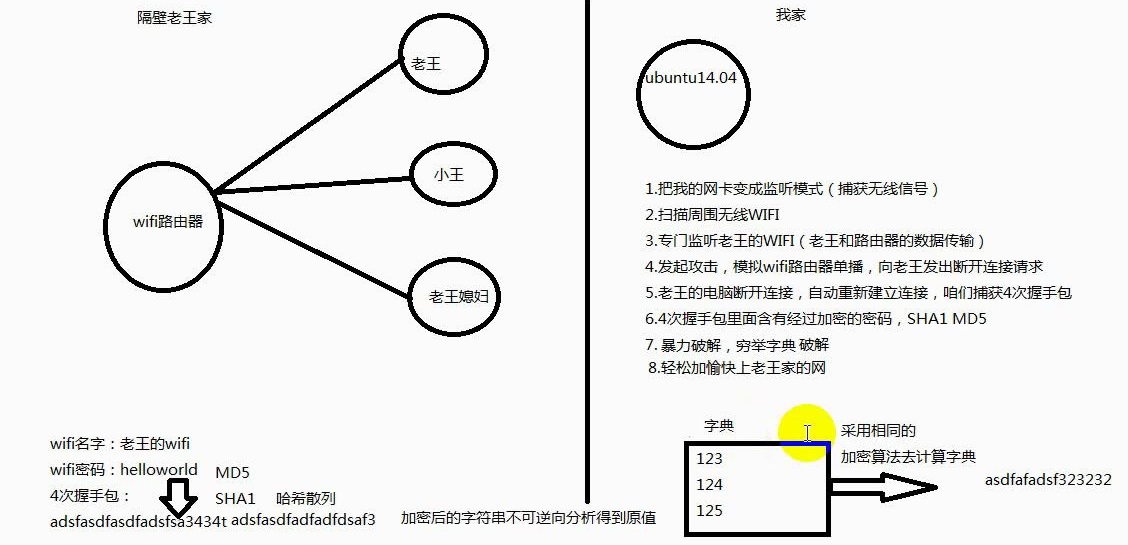 隔壁老王家
我家
老王
ubuntu14.04
小王
wifi路由器
老王媳妇
1.把我的网卡变成监听模式（捕获无线信号）
2.扫描周围无线WIFI
3.专门监听老王的WIFI（老王和路由器的数据传输）
4.发起攻击，模拟wifi路由器单播，向老王发出断开连接请求
5.老王的电脑断开连接，自动重新建立连接，咱们捕获4次握手包
6.4次握手包里面含有经过加密的密码，SHA1 MD5
7. 暴力破解，穷举字典 破解
8.轻松加愉快上老王家的网
wifi名字：老王的wifi
wifi密码：helloworld
MD5
4次握手包：
SHA1 哈希散列
adsfasdfasdfadsfsa3434t adsfasdfadfadfdsaf3
加密后的字符串不可逆向分析得到原值
字典
123
124
125
采用相同的
加密算法去计算字典
asdfafadsf323232